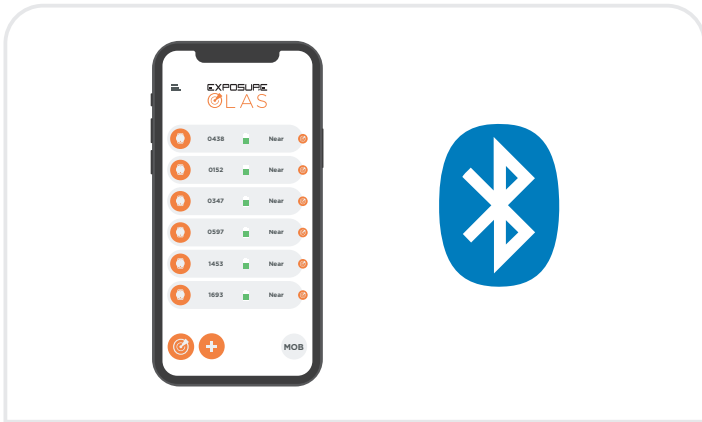 EXPOSURE
OLAS
0438 Near
0152 Near
0347 Near
0597 Near
1453 Near
1693 Near
MOB